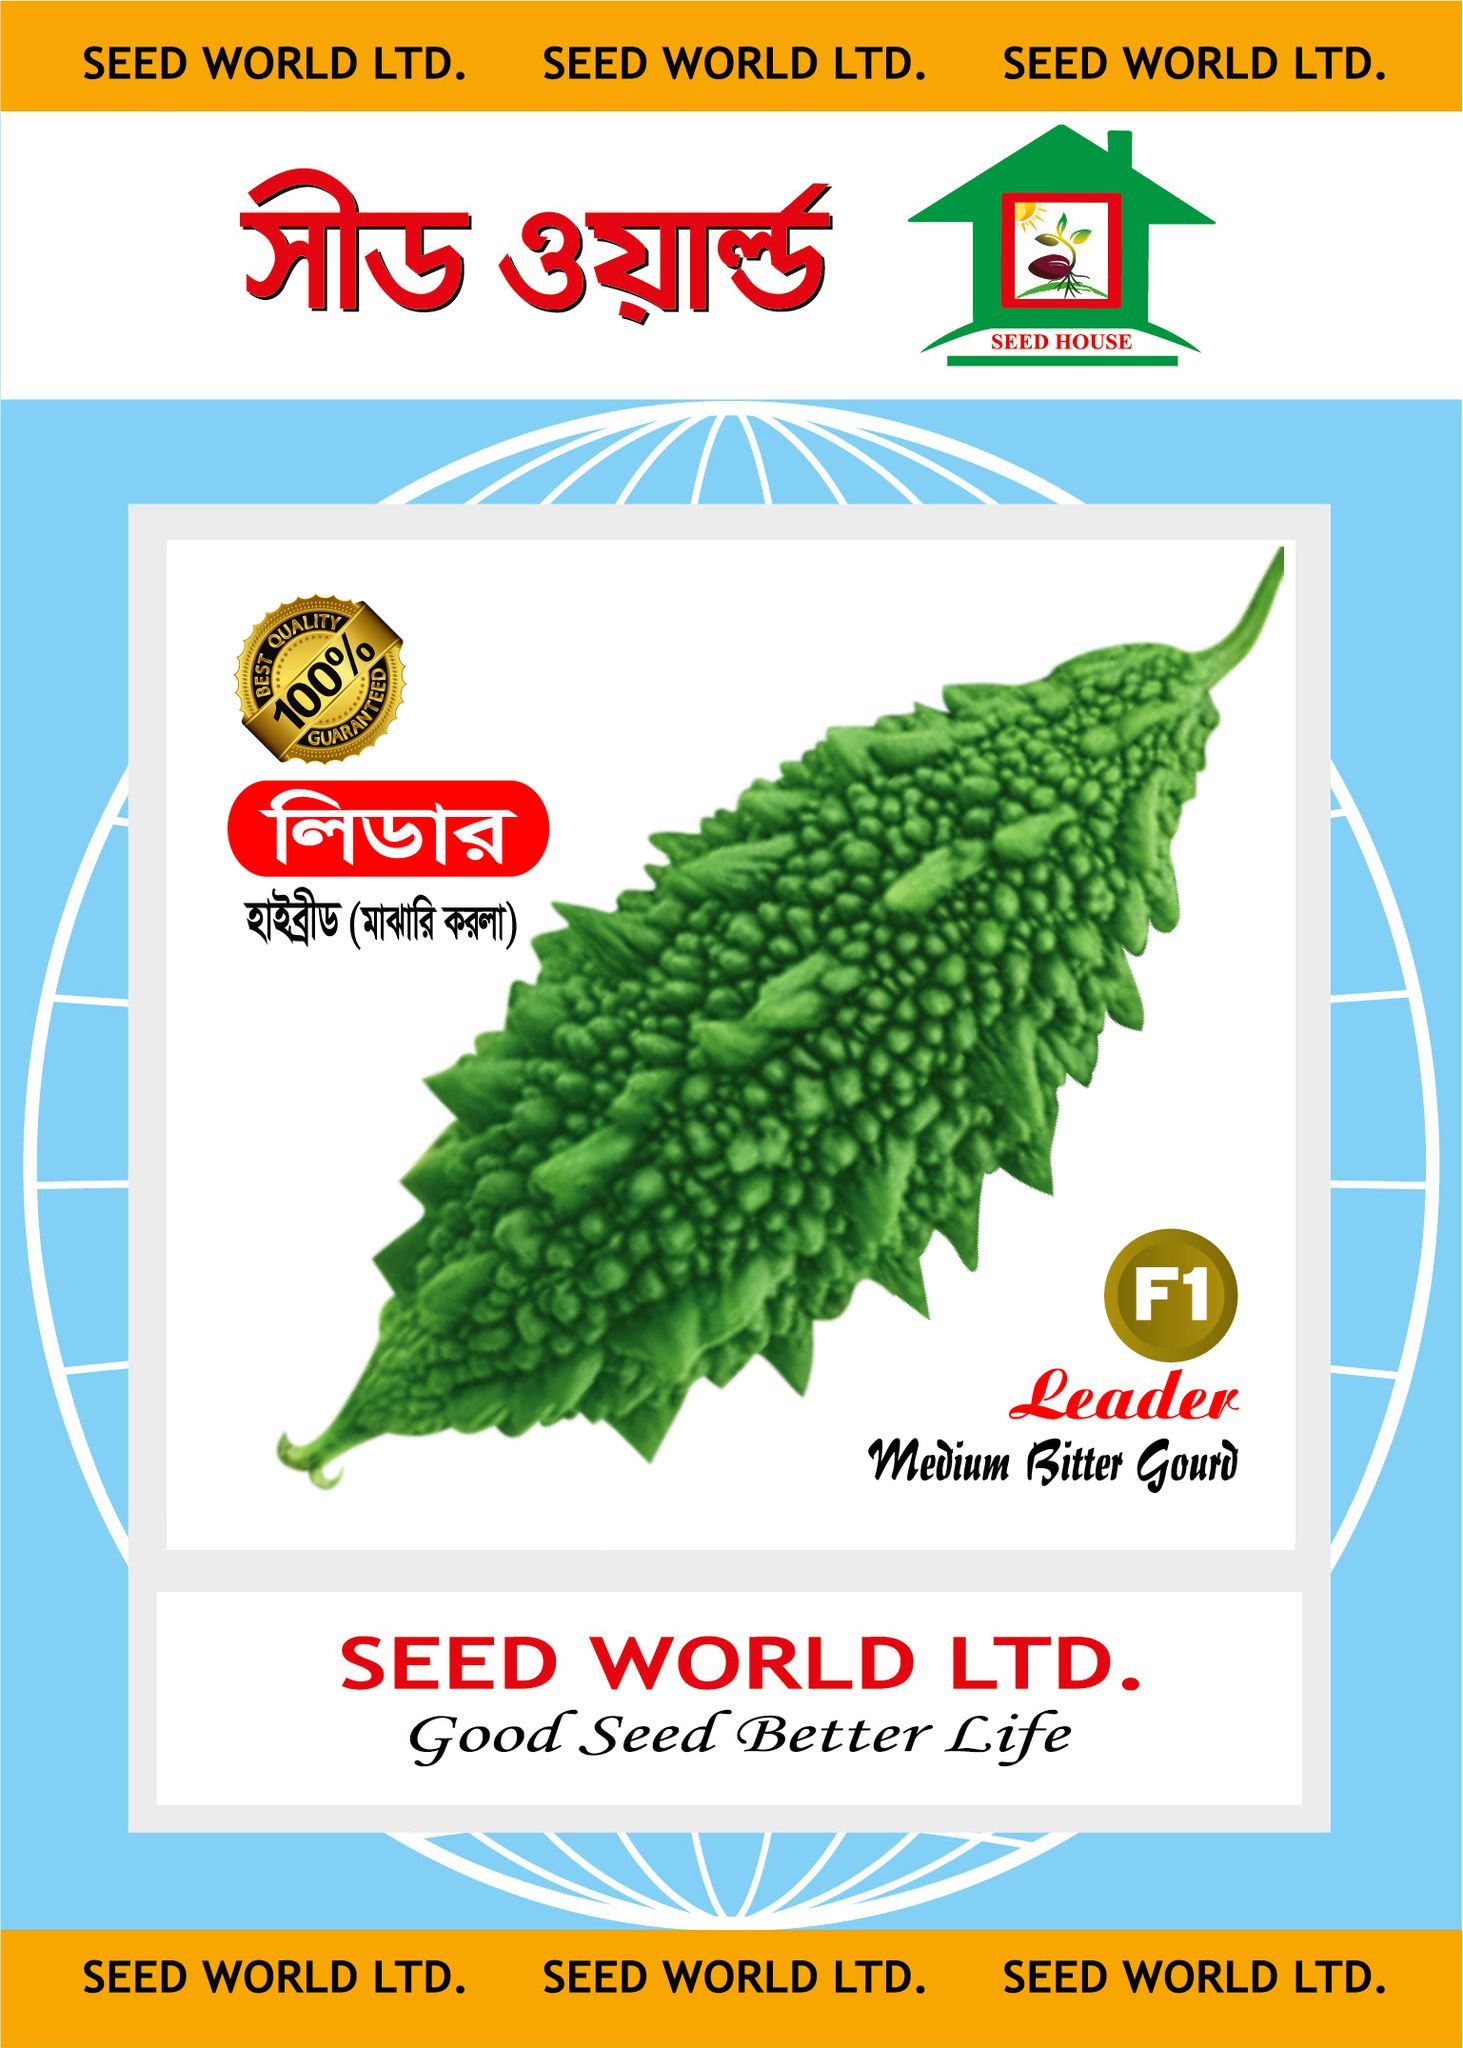 SEED WORLD LTD. SEED WORLD LTD. SEED WORLD LTD.
সীড ওয়ার্ল্ড
SEED HOUSE
BEST QUALITY
100%
GUARANTEED
লিডার
হাইব্রীড (মাঝারি করলা)
F1
Leader
Medium Bitter Gourd
SEED WORLD LTD.
Good Seed Better Life
SEED WORLD LTD. SEED WORLD LTD. SEED WORLD LTD.